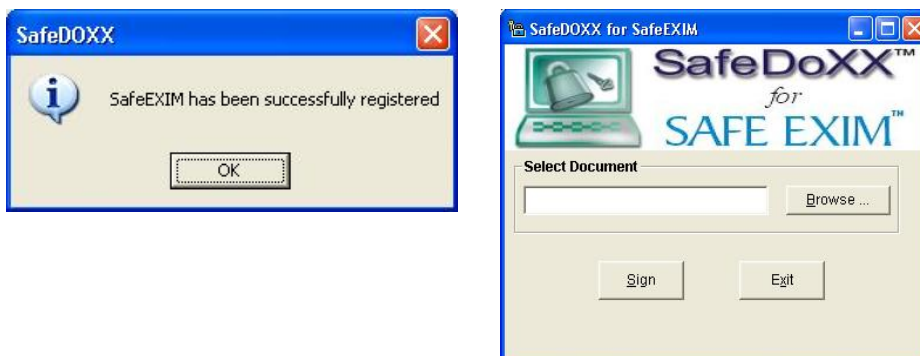 SafeDOXX
SafeEXIM has been successfully registered
OK
SafeDOXX for SafeEXIM
SafeDoXX™
for
SAFE EXIM™
Select Document
Browse ...
Sign
Exit